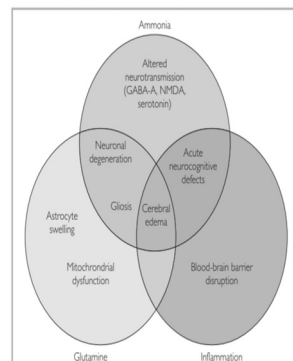 Ammonia
Altered
neurotransmission
(GABA-A, NMDA,
serotonin)
Neuronal
degeneration
Acute
neurocognitive
defects
Gliosis
Cerebral
edema
Astrocyte
swelling
Mitochrondrial
dysfunction
Blood-brain barrier
disruption
Glutamine
Inflammation